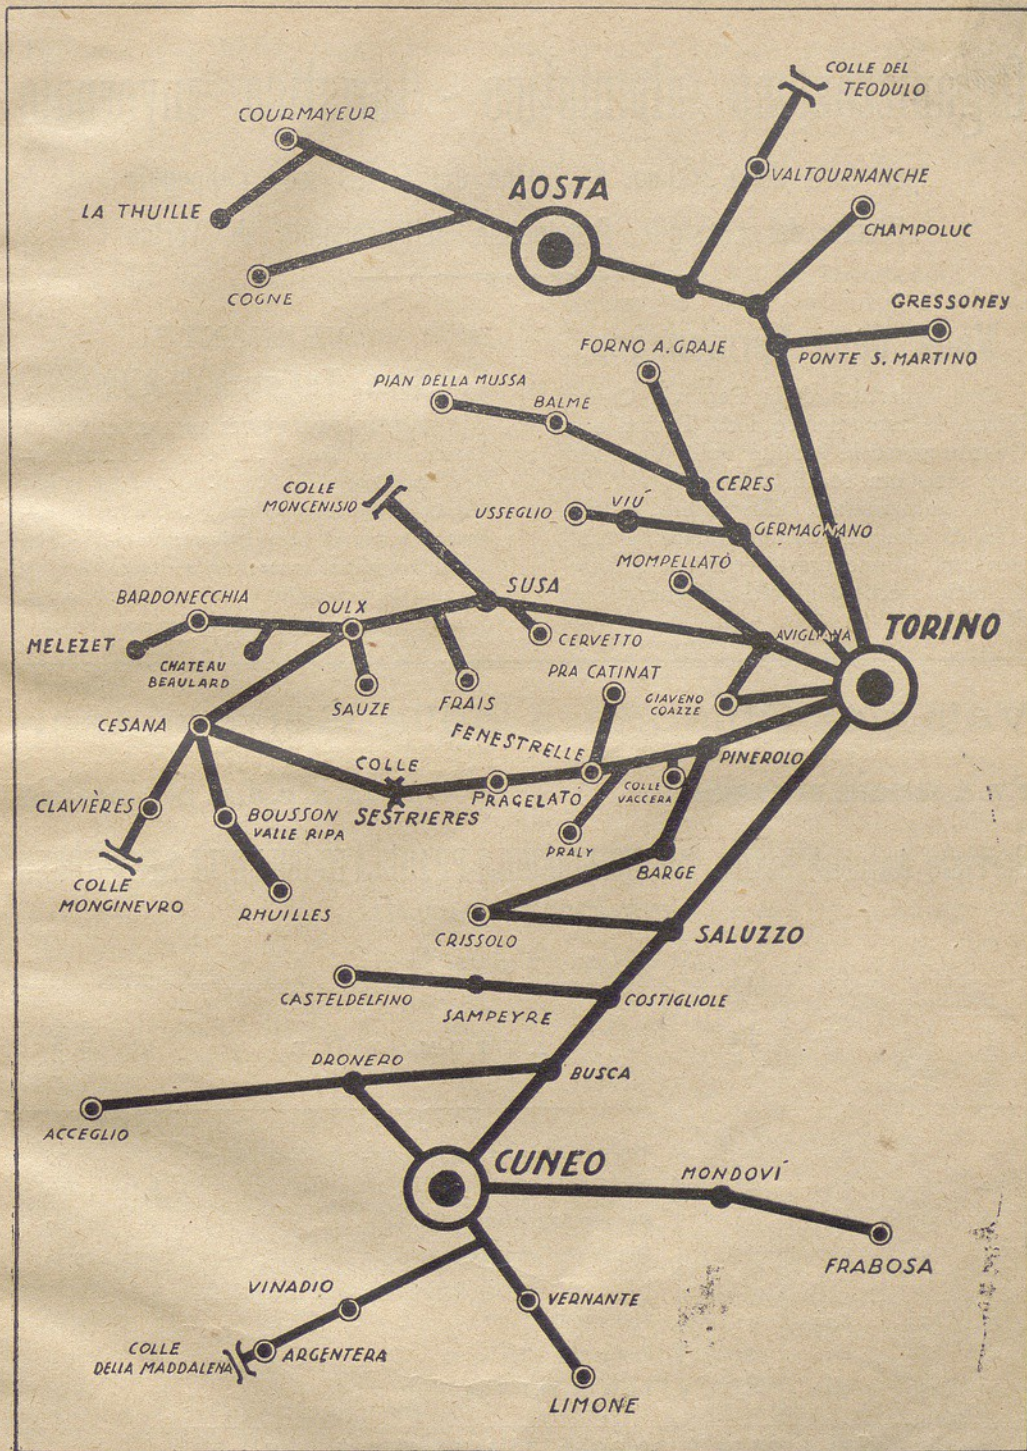 COLLE DEL
TEODULO
COURMAYEUR
VALTOURNANCHE
AOSTA
LA THUILLE
CHAMPOLUC
COGNE
GRESSONEY
FORNO A. GRAJE
PONTE S. MARTINO
PIAN DELLA MUSSA
BALME
COLLE
MONCENISIO
CERES
USSEGLIO
VIÚ
GERMAGNANO
MOMPELLATÒ
SUSA
BARDONECCHIA
OULX
TORINO
CERVETTO
AVIGLIANA
MELEZET
CHATEAU
BEAULARD
PRA CATINAT
SAUZE
FRAIS
GIAVENO
COAZZE
CESANA
FENESTRELLE
COLLE
PINEROLO
CLAVIÈRES
PRAGELATÒ
COLLE
VACCERA
BOUSSON
VALLE RIPA
SESTRIERES
PRALY
BARGE
COLLE
MONGINEVRO
RHUILLES
CRISSOLO
SALUZZO
CASTELDELFINO
SAMPEYRE
COSTIGLIOLE
DRONERO
BUSCA
ACCEGLIO
CUNEO
MONDOVÍ
FRABOSA
VINADIO
VERNANTE
COLLE
DELLA MADDALENA
ARGENTERA
LIMONE